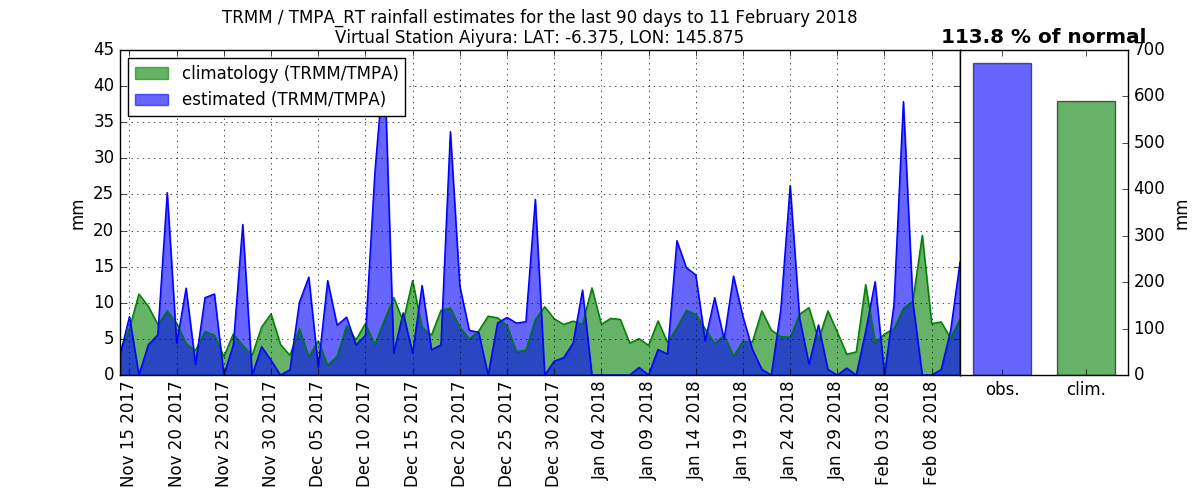 TRMM / TMPA_RT rainfall estimates for the last 90 days to 11 February 2018
Virtual Station Aiyura: LAT: -6.375, LON: 145.875
113.8 % of normal
climatology (TRMM/TMPA)
estimated (TRMM/TMPA)
45
40
35
30
25
20
15
10
5
0
mm
700
600
500
400
300
200
100
0
mm
obs.
clim.
Nov 15 2017
Nov 20 2017
Nov 25 2017
Nov 30 2017
Dec 05 2017
Dec 10 2017
Dec 15 2017
Dec 20 2017
Dec 25 2017
Dec 30 2017
Jan 04 2018
Jan 09 2018
Jan 14 2018
Jan 19 2018
Jan 24 2018
Jan 29 2018
Feb 03 2018
Feb 08 2018